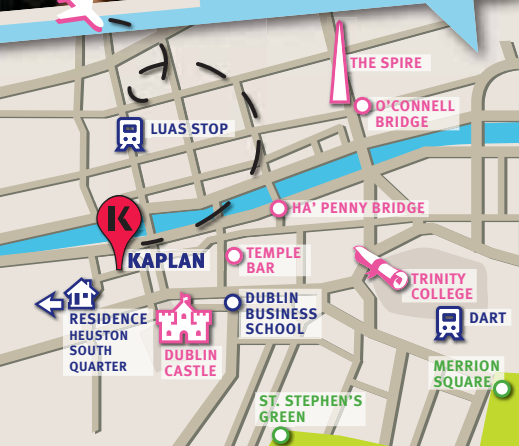 THE SPIRE
O'CONNELL
BRIDGE
LUAS STOP
HA' PENNY BRIDGE
K
KAPLAN
TEMPLE
BAR
TRINITY
COLLEGE
RESIDENCE
HEUSTON
SOUTH
QUARTER
DUBLIN
BUSINESS
SCHOOL
DART
DUBLIN
CASTLE
MERRION
SQUARE
ST. STEPHEN'S
GREEN